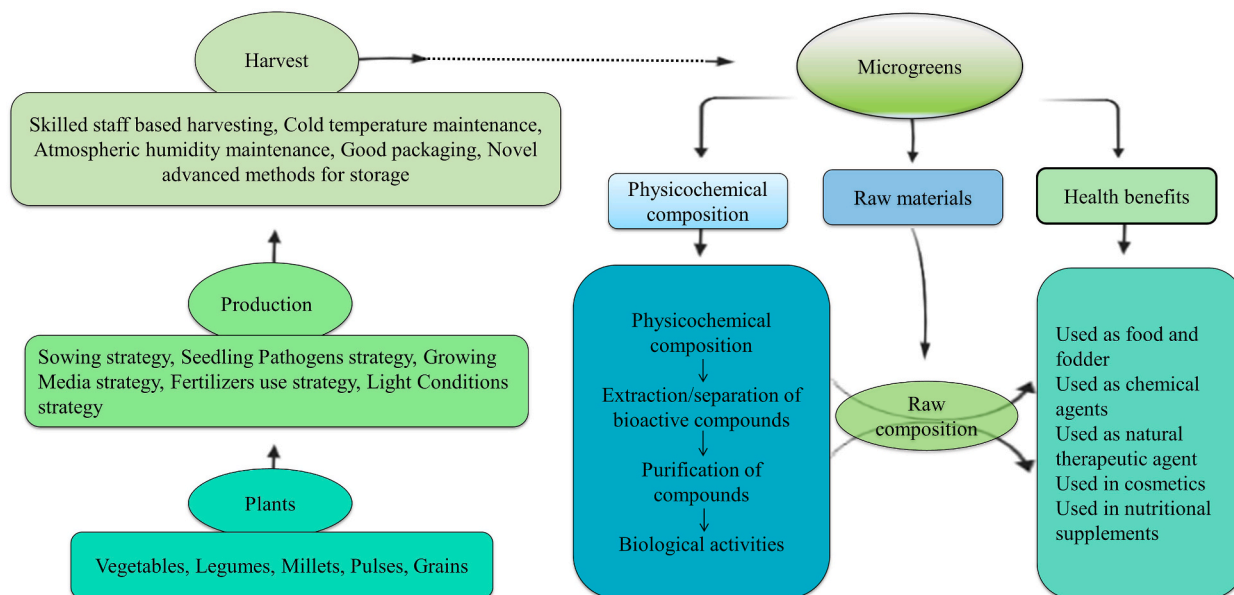 Harvest
Skilled staff based harvesting, Cold temperature maintenance,
Atmospheric humidity maintenance, Good packaging, Novel
advanced methods for storage
Production
Sowing strategy, Seedling Pathogens strategy, Growing
Media strategy, Fertilizers use strategy, Light Conditions
strategy
Plants
Vegetables, Legumes, Millets, Pulses, Grains
Microgreens
Physicochemical
composition
Raw materials
Health benefits
Physicochemical
composition
Extraction/separation of
bioactive compounds
Purification of
compounds
Biological activities
Raw
composition
Used as food and
fodder
Used as chemical
agents
Used as natural
therapeutic agent
Used in cosmetics
Used in nutritional
supplements